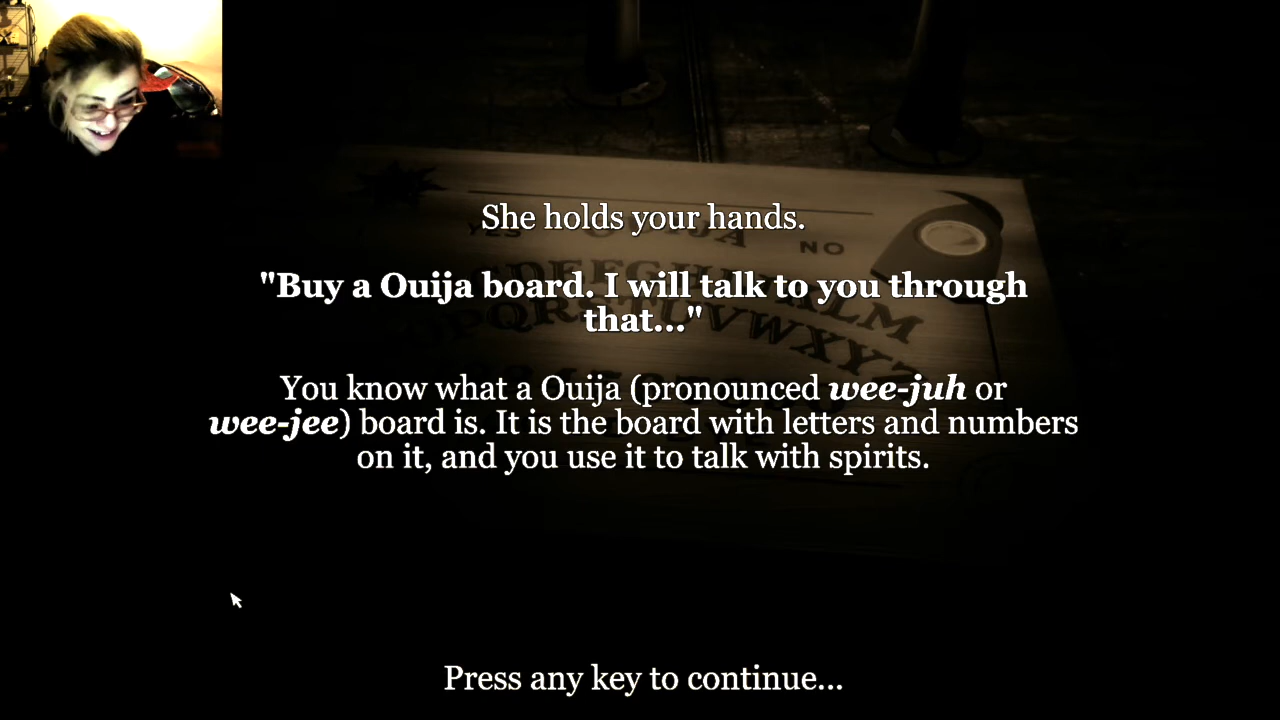 She holds your hands.
"Buy a Ouija board. I will talk to you through
that..."
You know what a Ouija (pronounced wee-juh or
wee-jee) board is. It is the board with letters and numbers
on it, and you use it to talk with spirits.
Press any key to continue...
NO